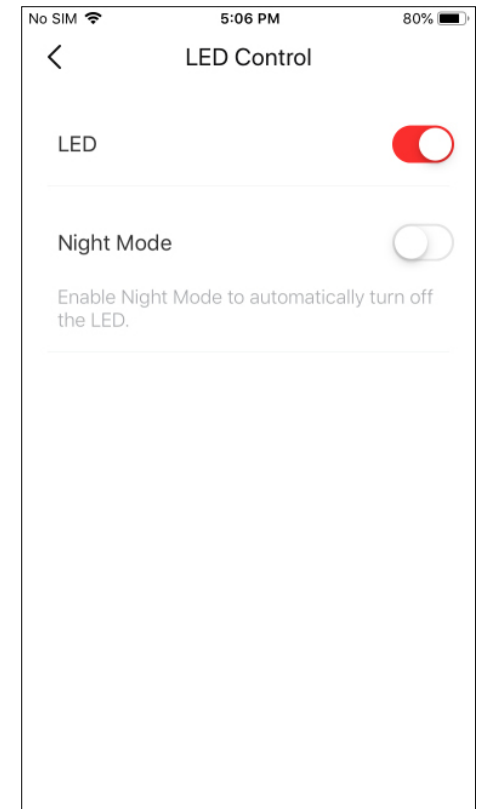 No SIM 5:06 PM 80%
LED Control
LED
Night Mode
Enable Night Mode to automatically turn off
the LED.